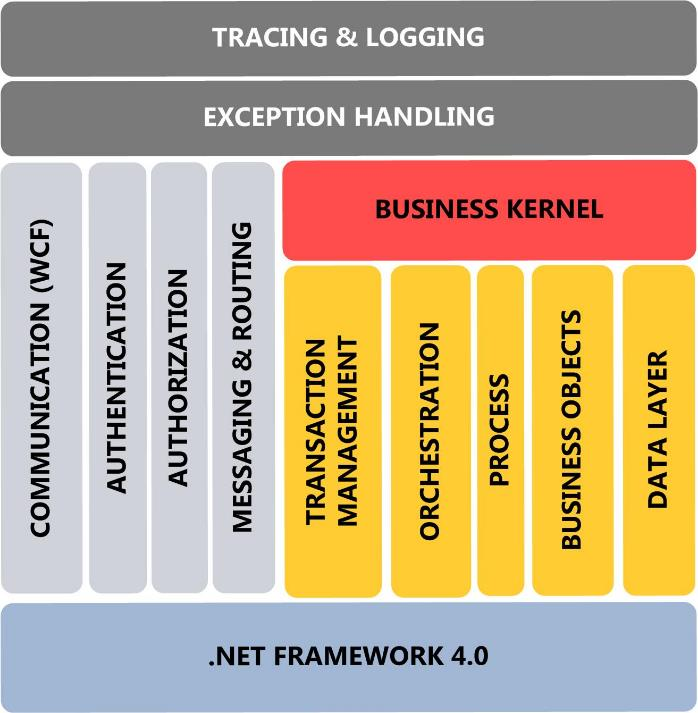 TRACING & LOGGING
EXCEPTION HANDLING
COMMUNICATION (WCF)
AUTHENTICATION
AUTHORIZATION
MESSAGING & ROUTING
BUSINESS KERNEL
TRANSACTION
MANAGEMENT
ORCHESTRATION
PROCESS
BUSINESS OBJECTS
DATA LAYER
.NET FRAMEWORK 4.0